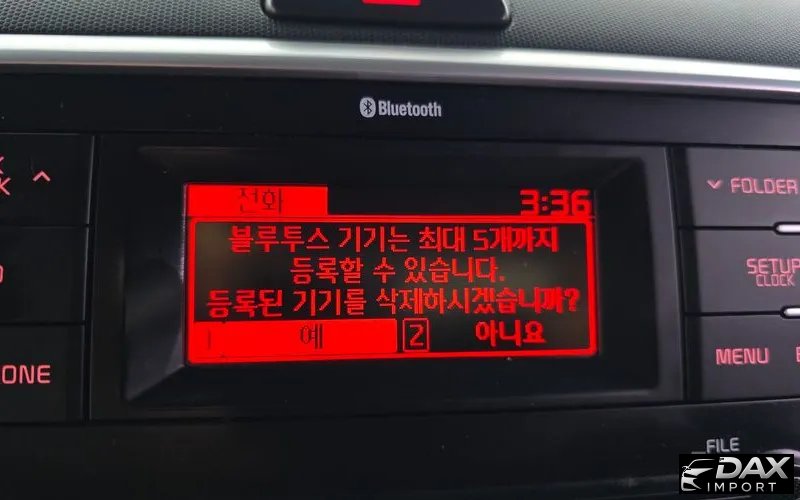 Bluetooth
전화 3:36
FOLDER
블루투스 기기는 최대 5개까지
등록할 수 있습니다.
SETUP
CLOCK
등록된 기기를 삭제하시겠습니까?
1 예 2 아니요
MENU
ONE
FILE
DAX
IMPORT